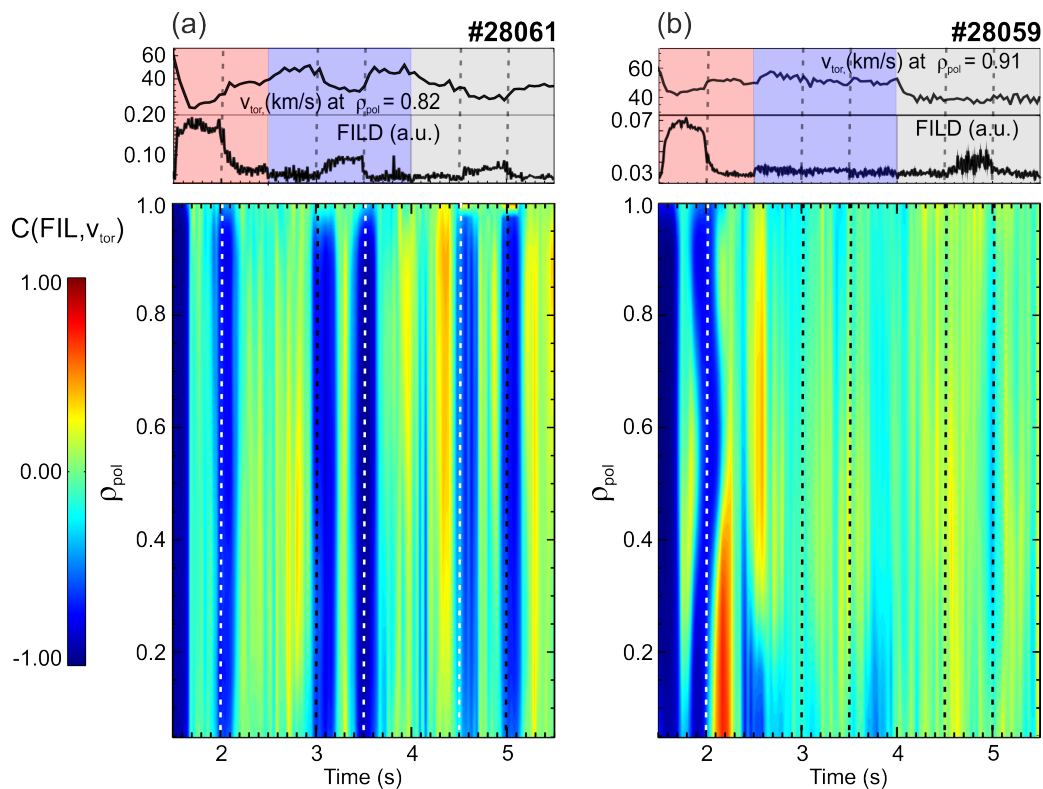 (a) #28061
60
40
v_tor,(km/s) at ρ_pol = 0.82
0.20
FILD (a.u.)
0.10
C(FIL,v_tor)
1.00
0.00
-1.00
1.0
0.8
0.6
ρ_pol
0.4
0.2
2 3 4 5
Time (s)
(b) #28059
60
v_tor,(km/s) at ρ_pol = 0.91
40
0.07
FILD (a.u.)
0.03
1.0
0.8
0.6
ρ_pol
0.4
0.2
2 3 4 5
Time (s)